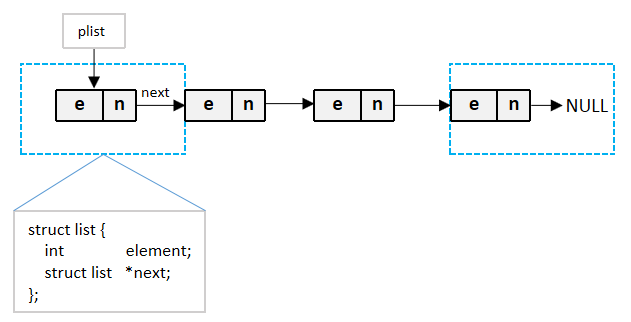 plist
next
e n e n e n e n NULL
struct list {
int element;
struct list *next;
};